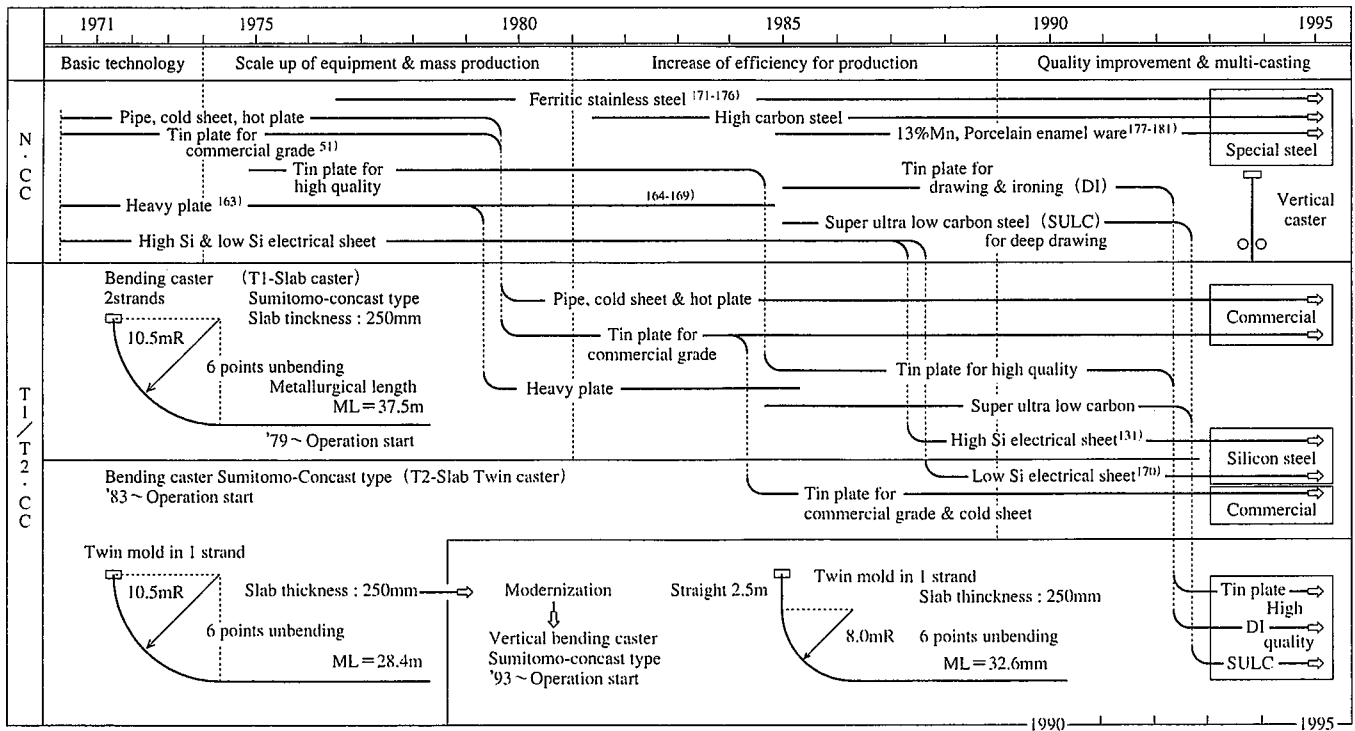 1971 1975 1980 1985 1990 1995
Basic technology Scale up of equipment & mass production Increase of efficiency for production Quality improvement & multi-casting
N・CC
Ferritic stainless steel 171-176)
Pipe, cold sheet, hot plate
High carbon steel
Tin plate for
commercial grade 51)
13%Mn, Porcelain enamel ware 177-181)
Special steel
Tin plate for
high quality
Tin plate for
drawing & ironing (DI)
Heavy plate 163)
164-169)
Vertical
caster
Super ultra low carbon steel (SULC)
for deep drawing
High Si & low Si electrical sheet
T1/T2・CC
Bending caster (T1-Slab caster)
2strands Sumitomo-concast type
Slab tinckness : 250mm
10.5mR
6 points unbending
Metallurgical length
ML=37.5m
'79~Operation start
Pipe, cold sheet & hot plate
Commercial
Tin plate for
commercial grade
Tin plate for high quality
Heavy plate
Super ultra low carbon
High Si electrical sheet 131)
Silicon steel
Low Si electrical sheet 170)
Bending caster Sumitomo-Concast type (T2-Slab Twin caster)
'83~Operation start
Tin plate for
commercial grade & cold sheet
Commercial
Twin mold in 1 strand
10.5mR
Slab thickness : 250mm
6 points unbending
ML=28.4m
Modernization
Vertical bending caster
Sumitomo-concast type
'93~Operation start
Straight 2.5m
Twin mold in 1 strand
Slab thinckness : 250mm
8.0mR 6 points unbending
ML=32.6mm
Tin plate
High
DI
quality
SULC
1990 1995